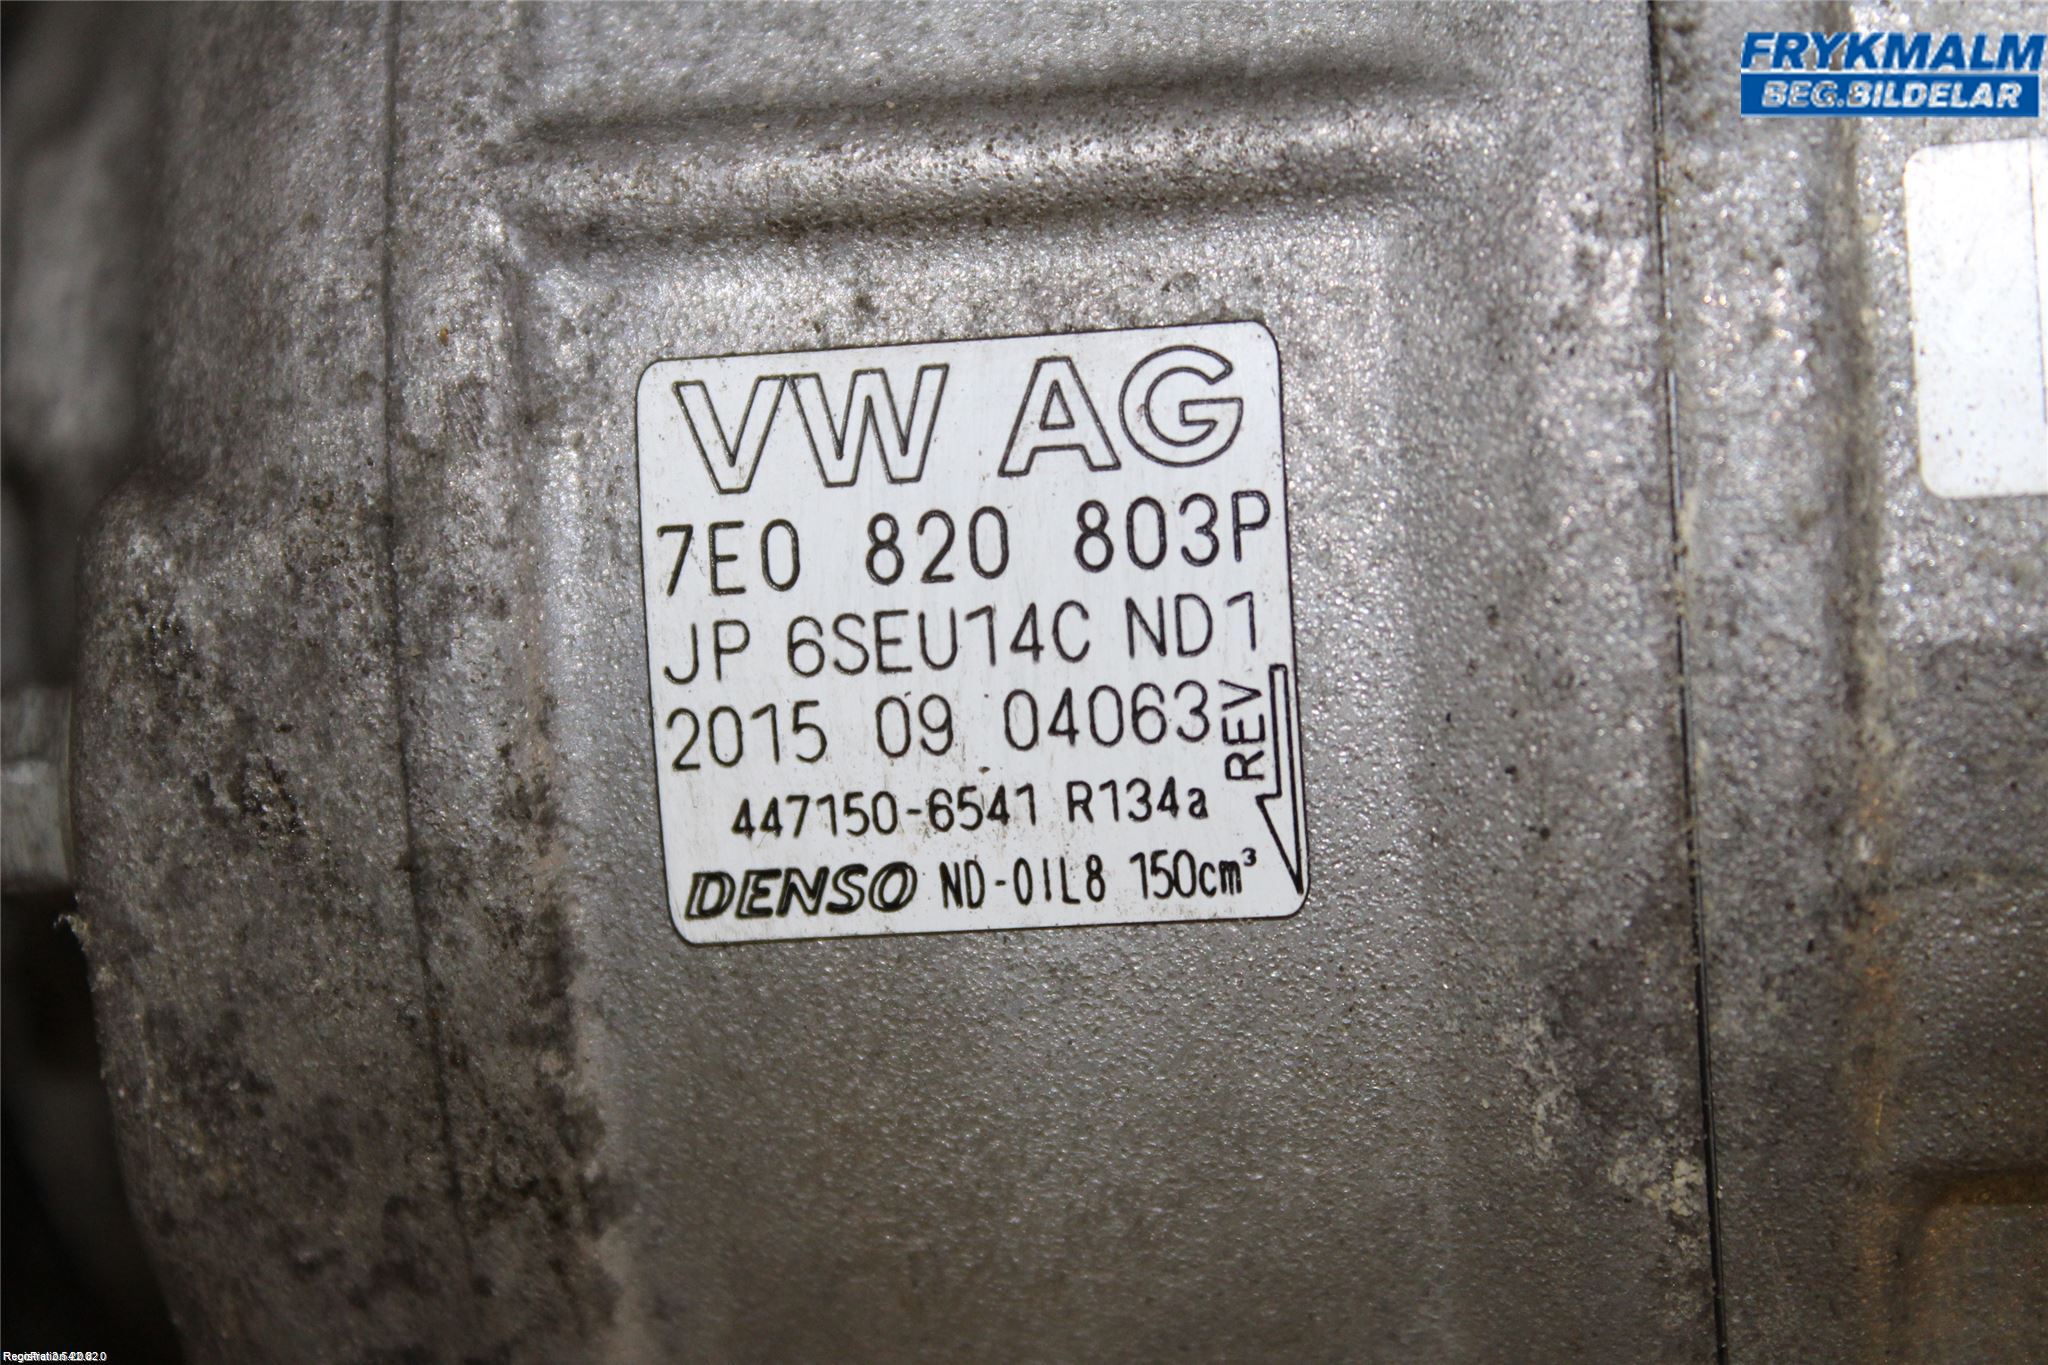 FRYKMALM
BEG.BILDELAR
VW AG
7E0 820 803P
JP 6SEU14C ND1
2015 09 04063
REV
447150-6541 R134a
DENSO ND-OIL8 150cm³